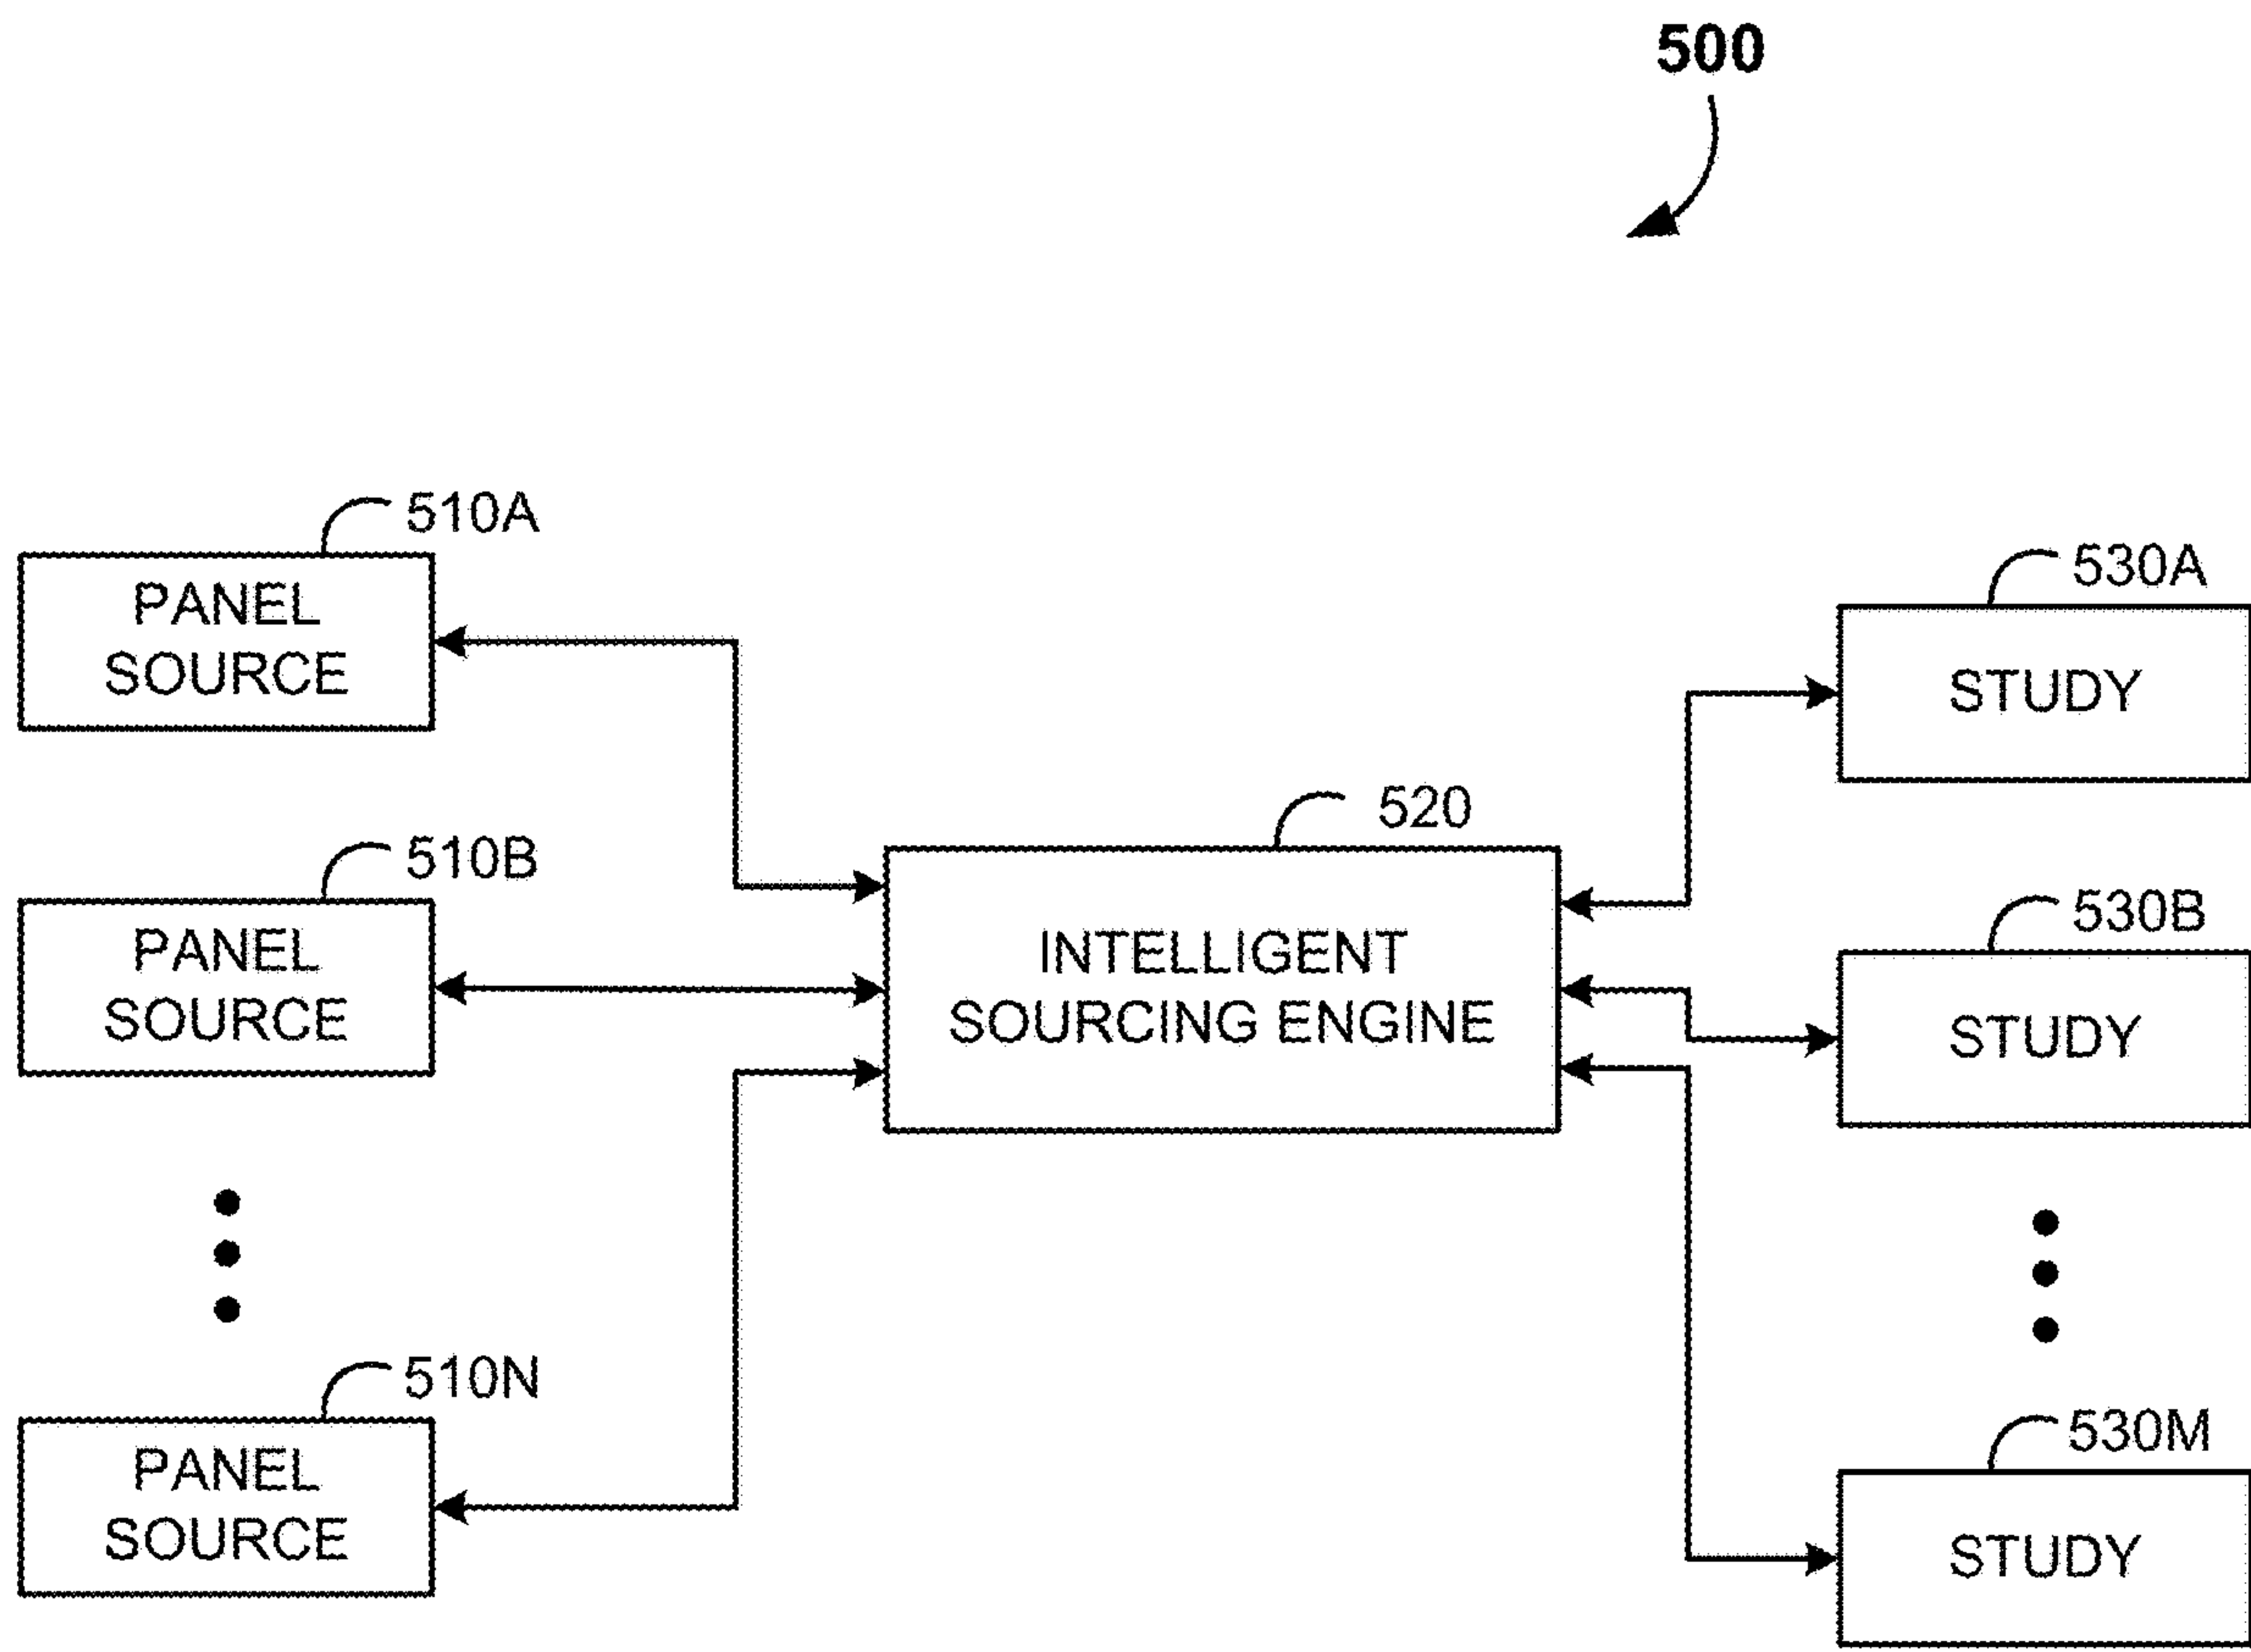 500
510A
PANEL
SOURCE
510B
PANEL
SOURCE
510N
PANEL
SOURCE
520
INTELLIGENT
SOURCING ENGINE
530A
STUDY
530B
STUDY
530M
STUDY